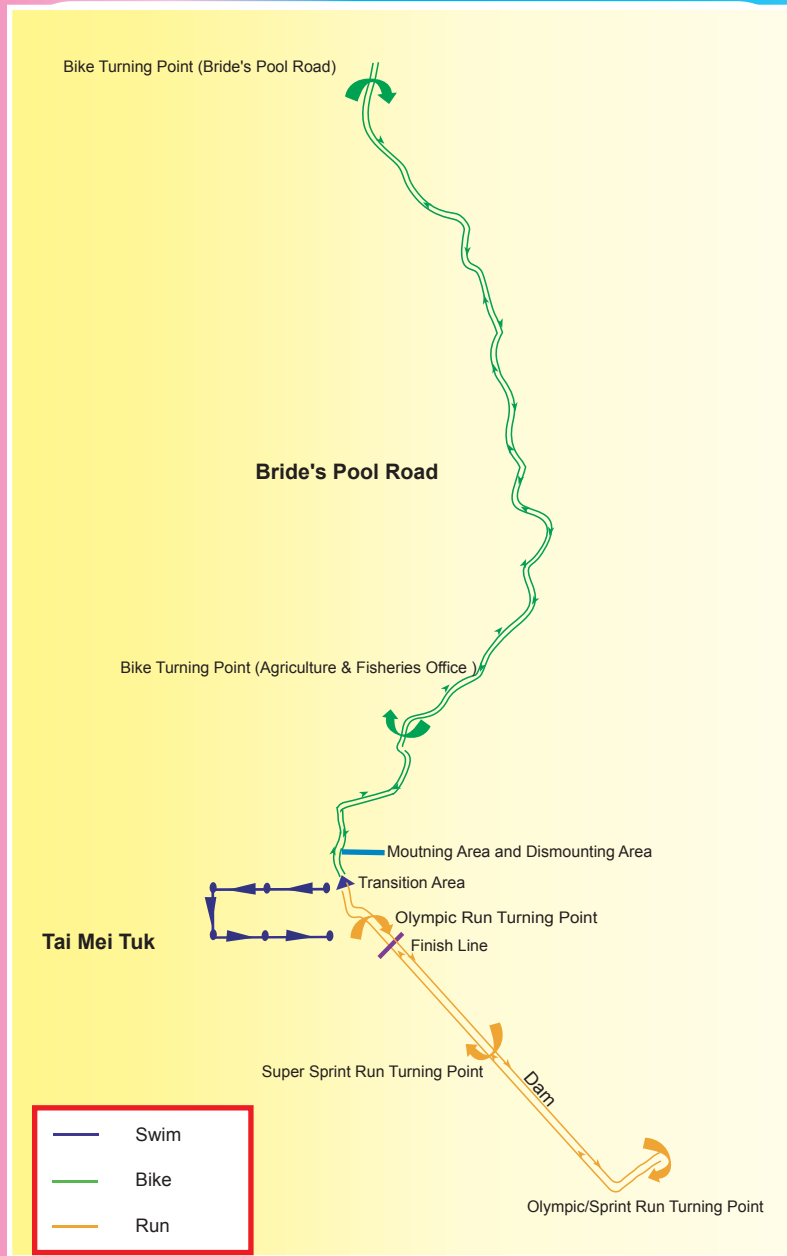 Bike Turning Point (Bride's Pool Road)
Bride's Pool Road
Bike Turning Point (Agriculture & Fisheries Office )
Moutning Area and Dismounting Area
Transition Area
Olympic Run Turning Point
Tai Mei Tuk
Finish Line
Super Sprint Run Turning Point
Dam
Olympic/Sprint Run Turning Point
Swim
Bike
Run